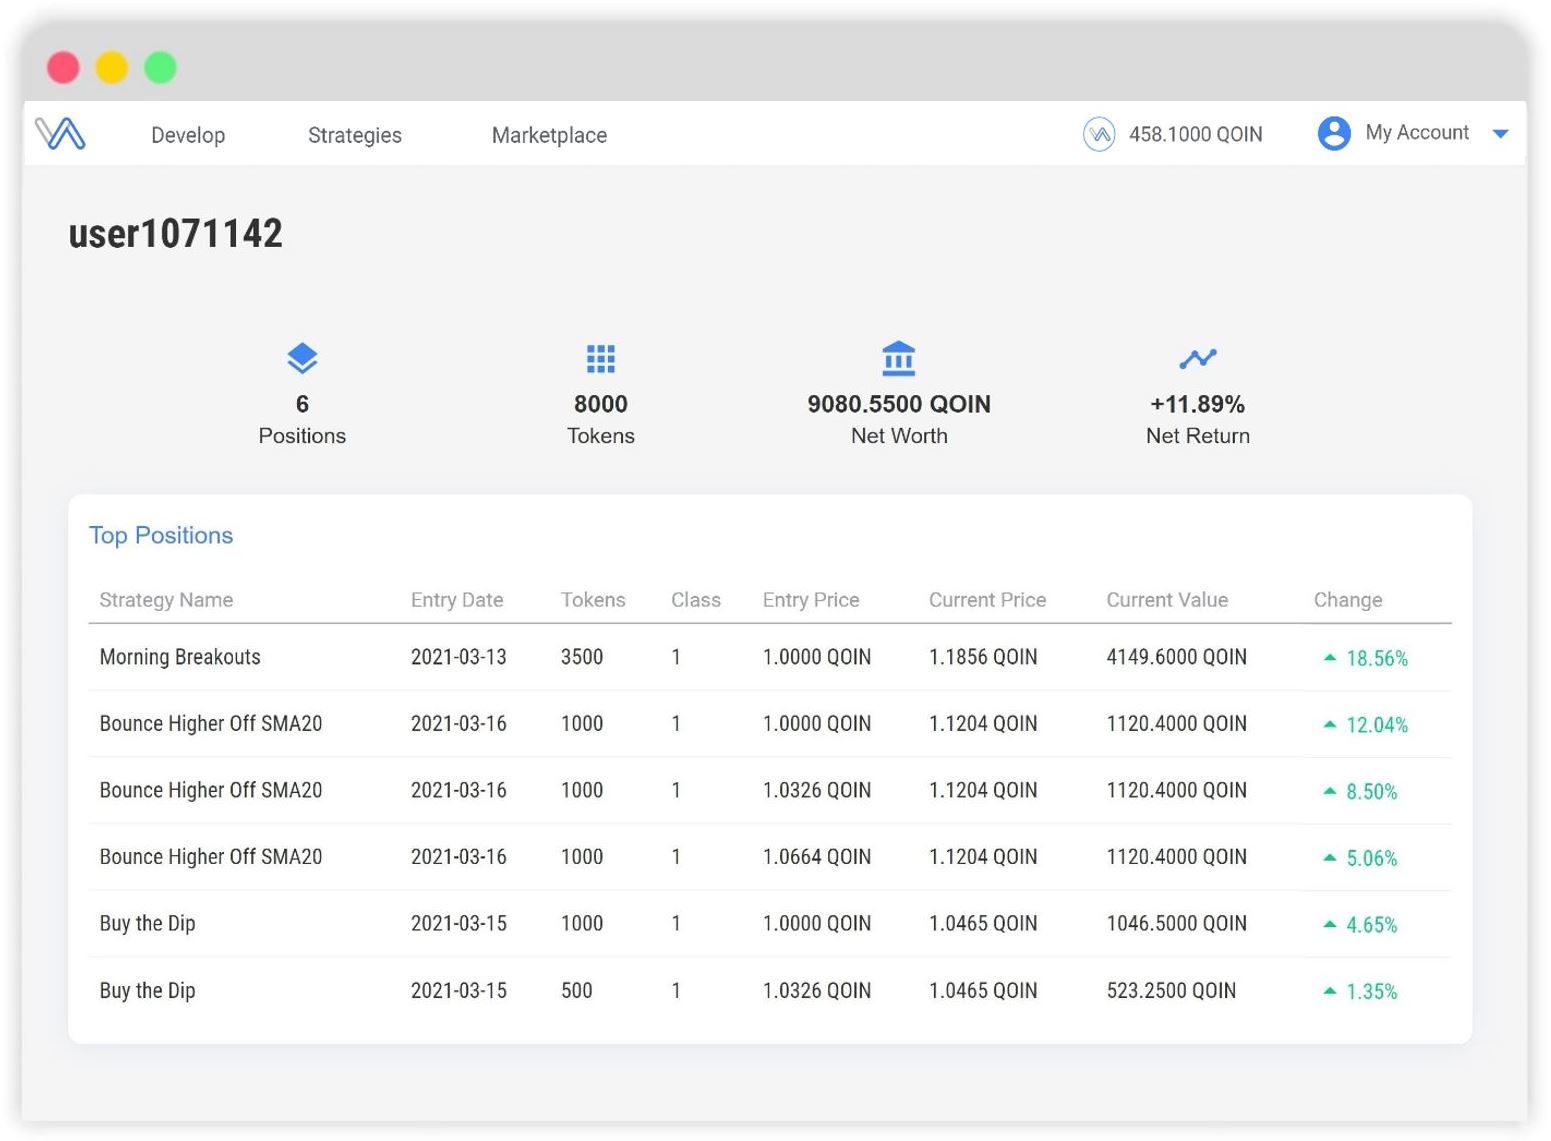 Develop Strategies Marketplace 458.1000 QOIN My Account
user1071142
6 8000 9080.5500 QOIN +11.89%
Positions Tokens Net Worth Net Return
Top Positions
Strategy Name Entry Date Tokens Class Entry Price Current Price Current Value Change
Morning Breakouts 2021-03-13 3500 1 1.0000 QOIN 1.1856 QOIN 4149.6000 QOIN 18.56%
Bounce Higher Off SMA20 2021-03-16 1000 1 1.0000 QOIN 1.1204 QOIN 1120.4000 QOIN 12.04%
Bounce Higher Off SMA20 2021-03-16 1000 1 1.0326 QOIN 1.1204 QOIN 1120.4000 QOIN 8.50%
Bounce Higher Off SMA20 2021-03-16 1000 1 1.0664 QOIN 1.1204 QOIN 1120.4000 QOIN 5.06%
Buy the Dip 2021-03-15 1000 1 1.0000 QOIN 1.0465 QOIN 1046.5000 QOIN 4.65%
Buy the Dip 2021-03-15 500 1 1.0326 QOIN 1.0465 QOIN 523.2500 QOIN 1.35%